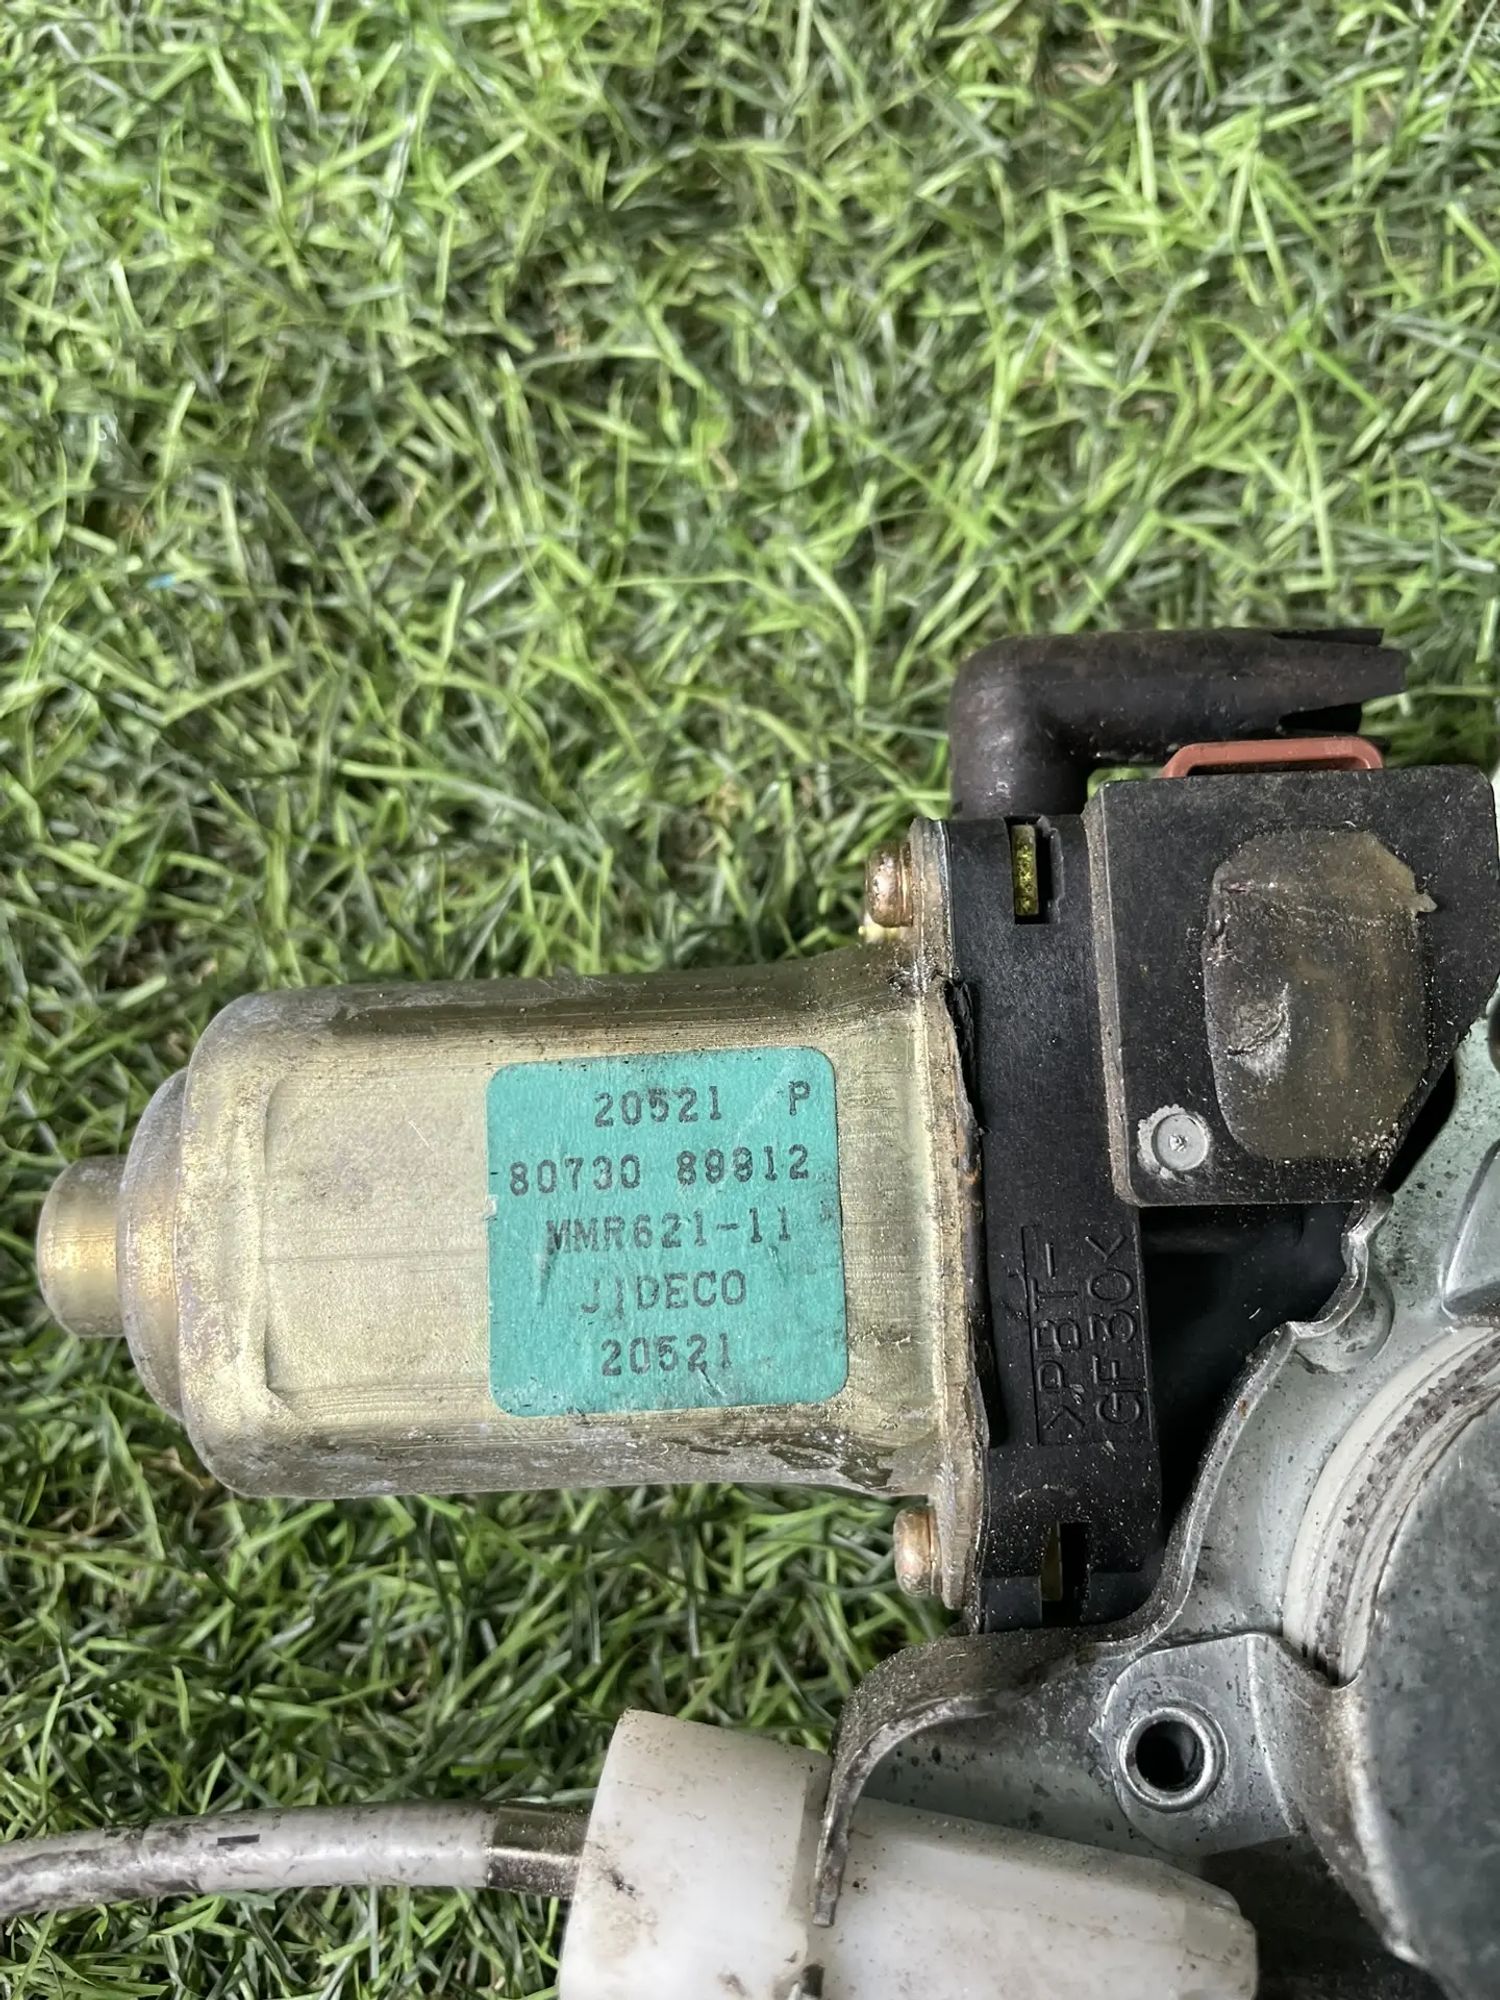 20521 P
80730 89912
MMR621-11
JIDECO
20521
>PBT-
GF30<